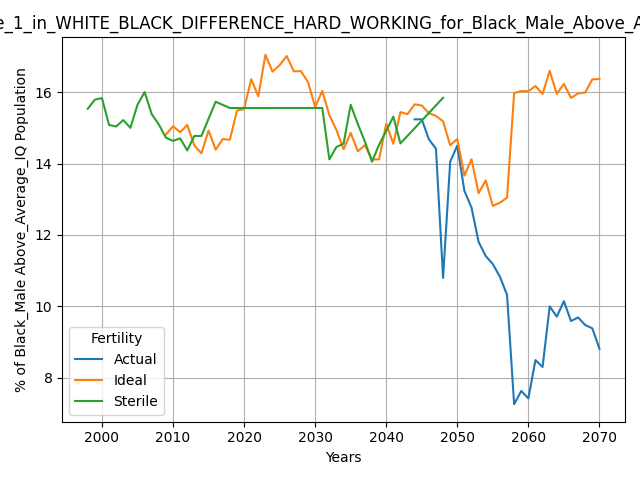 e_1_in_WHITE_BLACK_DIFFERENCE_HARD_WORKING_for_Black_Male_Above_A
% of Black_Male Above_Average_IQ Population
16
14
12
10
8
Fertility
Actual
Ideal
Sterile
2000 2010 2020 2030 2040 2050 2060 2070
Years